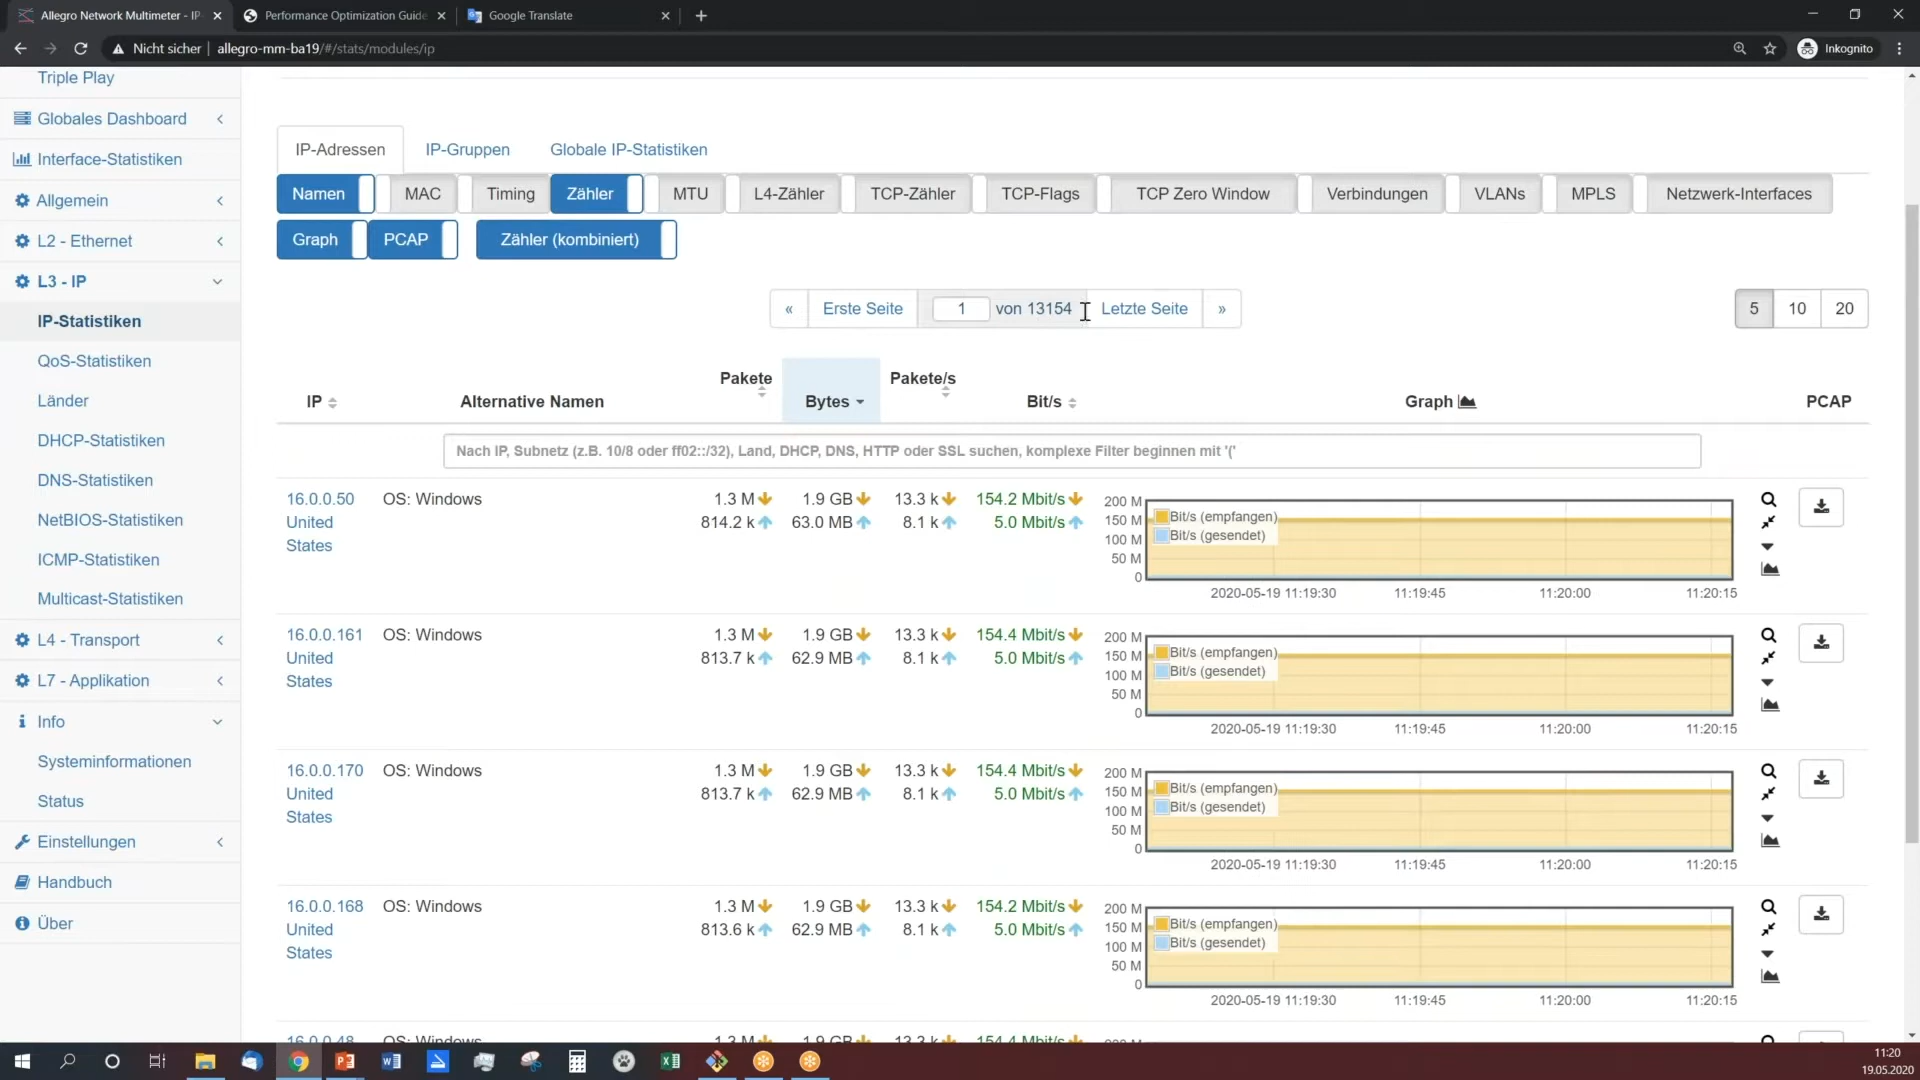 Allegro Network Multimeter - IP
Performance Optimization Guide
Google Translate
Nicht sicher | allegro-mm-ba19/#/stats/modules/ip
Inkognito
Triple Play
Globales Dashboard
Interface-Statistiken
Allgemein
L2 - Ethernet
L3 - IP
IP-Statistiken
QoS-Statistiken
Länder
DHCP-Statistiken
DNS-Statistiken
NetBIOS-Statistiken
ICMP-Statistiken
Multicast-Statistiken
L4 - Transport
L7 - Applikation
Info
Systeminformationen
Status
Einstellungen
Handbuch
Über
IP-Adressen IP-Gruppen Globale IP-Statistiken
Namen MAC Timing Zähler MTU L4-Zähler TCP-Zähler TCP-Flags TCP Zero Window Verbindungen VLANs MPLS Netzwerk-Interfaces
Graph PCAP Zähler (kombiniert)
« Erste Seite 1 von 13154 Letzte Seite »
5 10 20
IP Alternative Namen Pakete Bytes Pakete/s Bit/s Graph PCAP
Nach IP, Subnetz (z.B. 10/8 oder ff02::/32), Land, DHCP, DNS, HTTP oder SSL suchen, komplexe Filter beginnen mit '('
16.0.0.50 OS: Windows 1.3 M 1.9 GB 13.3 k 154.2 Mbit/s
United 814.2 k 63.0 MB 8.1 k 5.0 Mbit/s
States
200 M
150 M
100 M
50 M
0
Bit/s (empfangen)
Bit/s (gesendet)
2020-05-19 11:19:30 11:19:45 11:20:00 11:20:15
16.0.0.161 OS: Windows 1.3 M 1.9 GB 13.3 k 154.4 Mbit/s
United 813.7 k 62.9 MB 8.1 k 5.0 Mbit/s
States
200 M
150 M
100 M
50 M
0
Bit/s (empfangen)
Bit/s (gesendet)
2020-05-19 11:19:30 11:19:45 11:20:00 11:20:15
16.0.0.170 OS: Windows 1.3 M 1.9 GB 13.3 k 154.4 Mbit/s
United 813.7 k 62.9 MB 8.1 k 5.0 Mbit/s
States
200 M
150 M
100 M
50 M
0
Bit/s (empfangen)
Bit/s (gesendet)
2020-05-19 11:19:30 11:19:45 11:20:00 11:20:15
16.0.0.168 OS: Windows 1.3 M 1.9 GB 13.3 k 154.2 Mbit/s
United 813.6 k 62.9 MB 8.1 k 5.0 Mbit/s
States
200 M
150 M
100 M
50 M
0
Bit/s (empfangen)
Bit/s (gesendet)
2020-05-19 11:19:30 11:19:45 11:20:00 11:20:15
16.0.0.48 OS: Windows 1.3 M 1.9 GB 13.3 k 154.4 Mbit/s
11:20
19.05.2020